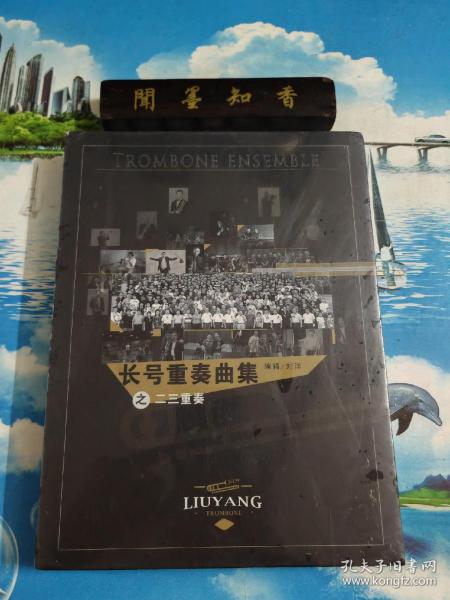 聞墨知香
TROMBONE ENSEMBLE
长号重奏曲集
编辑/刘洋
之 二三重奏
LIUYANG
TROMBONE
孔夫子旧书网
www.kongfz.com